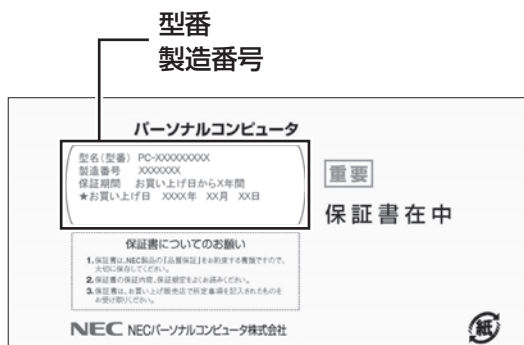 型番
製造番号
パーソナルコンピュータ
型名(型番) PC-XXXXXXXXX
製造番号 XXXXXXX
保証期間 お買い上げ日からX年間
★お買い上げ日 XXXX年 XX月 XX日
重要
保証書在中
保証書についてのお願い
1.保証書は、NEC製品の「品質保証」をお約束する書類ですので、
大切に保存してください。
2.保証書の保証内容、保証規定をよくお読みください。
3.保証書は、お買い上げ販売店で所定事項を記入されたものを
お受け取りください。
NEC NECパーソナルコンピュータ株式会社
紙